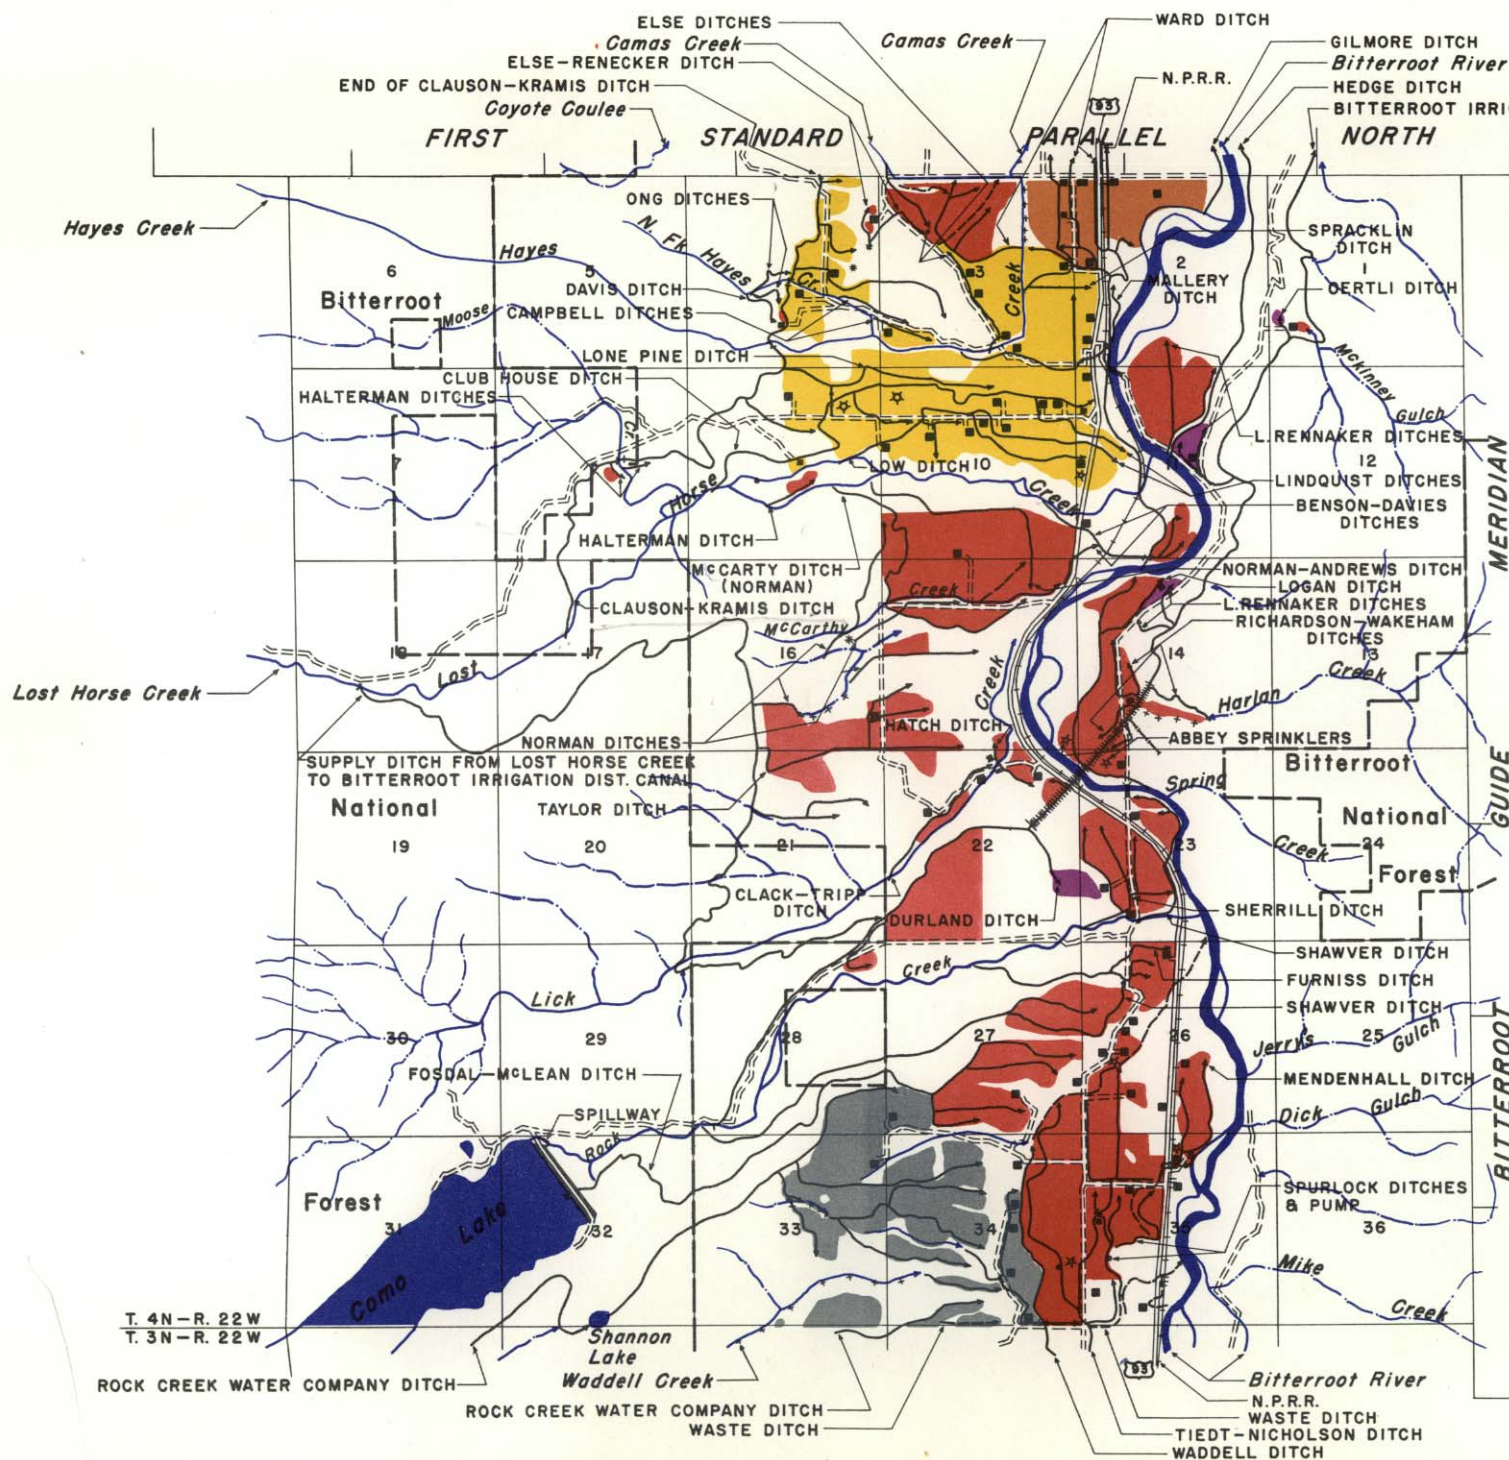 ELSE DITCHES
WARD DITCH
Camas Creek
Camas Creek
GILMORE DITCH
ELSE-RENECKER DITCH
Bitterroot River
N.P.R.R.
END OF CLAUSON-KRAMIS DITCH
HEDGE DITCH
93
Coyote Coulee
BITTERROOT IRRI
FIRST STANDARD PARALLEL NORTH
ONG DITCHES
Hayes Creek
N. Fk. Hayes
SPRACKLIN
DITCH
Hayes
6
5
3
2
1
DAVIS DITCH
MALLERY
DITCH
OERTLI DITCH
Bitterroot
Moose
CAMPBELL DITCHES
Creek
LONE PINE DITCH
McKinney
Gulch
CLUB HOUSE DITCH
HALTERMAN DITCHES
L. RENNAKER DITCHES
7
LOW DITCH
10
11
12
Horse
Creek
LINDQUIST DITCHES
BENSON-DAVIES
DITCHES
HALTERMAN DITCH
McCARTY DITCH
(NORMAN)
NORMAN-ANDREWS DITCH
LOGAN DITCH
CLAUSON-KRAMIS DITCH
Creek
L. RENNAKER DITCHES
McCarthy
RICHARDSON-WAKEHAM
DITCHES
18
17
16
14
13
Lost
Creek
Lost Horse Creek
Harlan
Creek
HATCH DITCH
NORMAN DITCHES
ABBEY SPRINKLERS
SUPPLY DITCH FROM LOST HORSE CREEK
TO BITTERROOT IRRIGATION DIST. CANAL
Bitterroot
Spring
National
TAYLOR DITCH
National
19
20
21
22
23
24
Creek
Forest
CLACK-TRIPP
DITCH
DURLAND DITCH
SHERRILL DITCH
SHAWVER DITCH
Creek
FURNISS DITCH
Lick
SHAWVER DITCH
30
29
28
27
26
25
Jerrys
Gulch
FOSDAL-McLEAN DITCH
MENDENHALL DITCH
SPILLWAY
Dick
Gulch
Rock
Forest
SPURLOCK DITCHES
& PUMP
31
Lake
32
33
34
35
36
Como
Mike
Creek
T. 4N-R. 22W
T. 3N-R. 22W
Shannon
Lake
93
ROCK CREEK WATER COMPANY DITCH
Waddell Creek
Bitterroot River
N.P.R.R.
ROCK CREEK WATER COMPANY DITCH
WASTE DITCH
WASTE DITCH
TIEDT-NICHOLSON DITCH
WADDELL DITCH
BITTERROOT GUIDE MERIDIAN